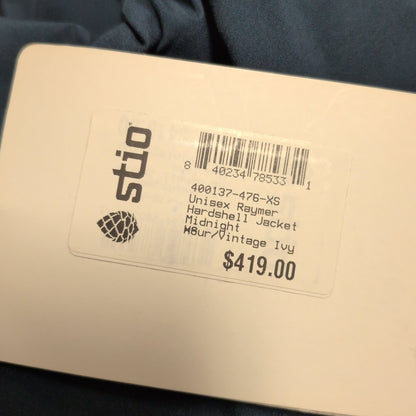 stio
8 40234 78533 1
400137-476-XS
Unisex Raymer
Hardshell Jacket
Midnight
Hour/Vintage Ivy
$419.00